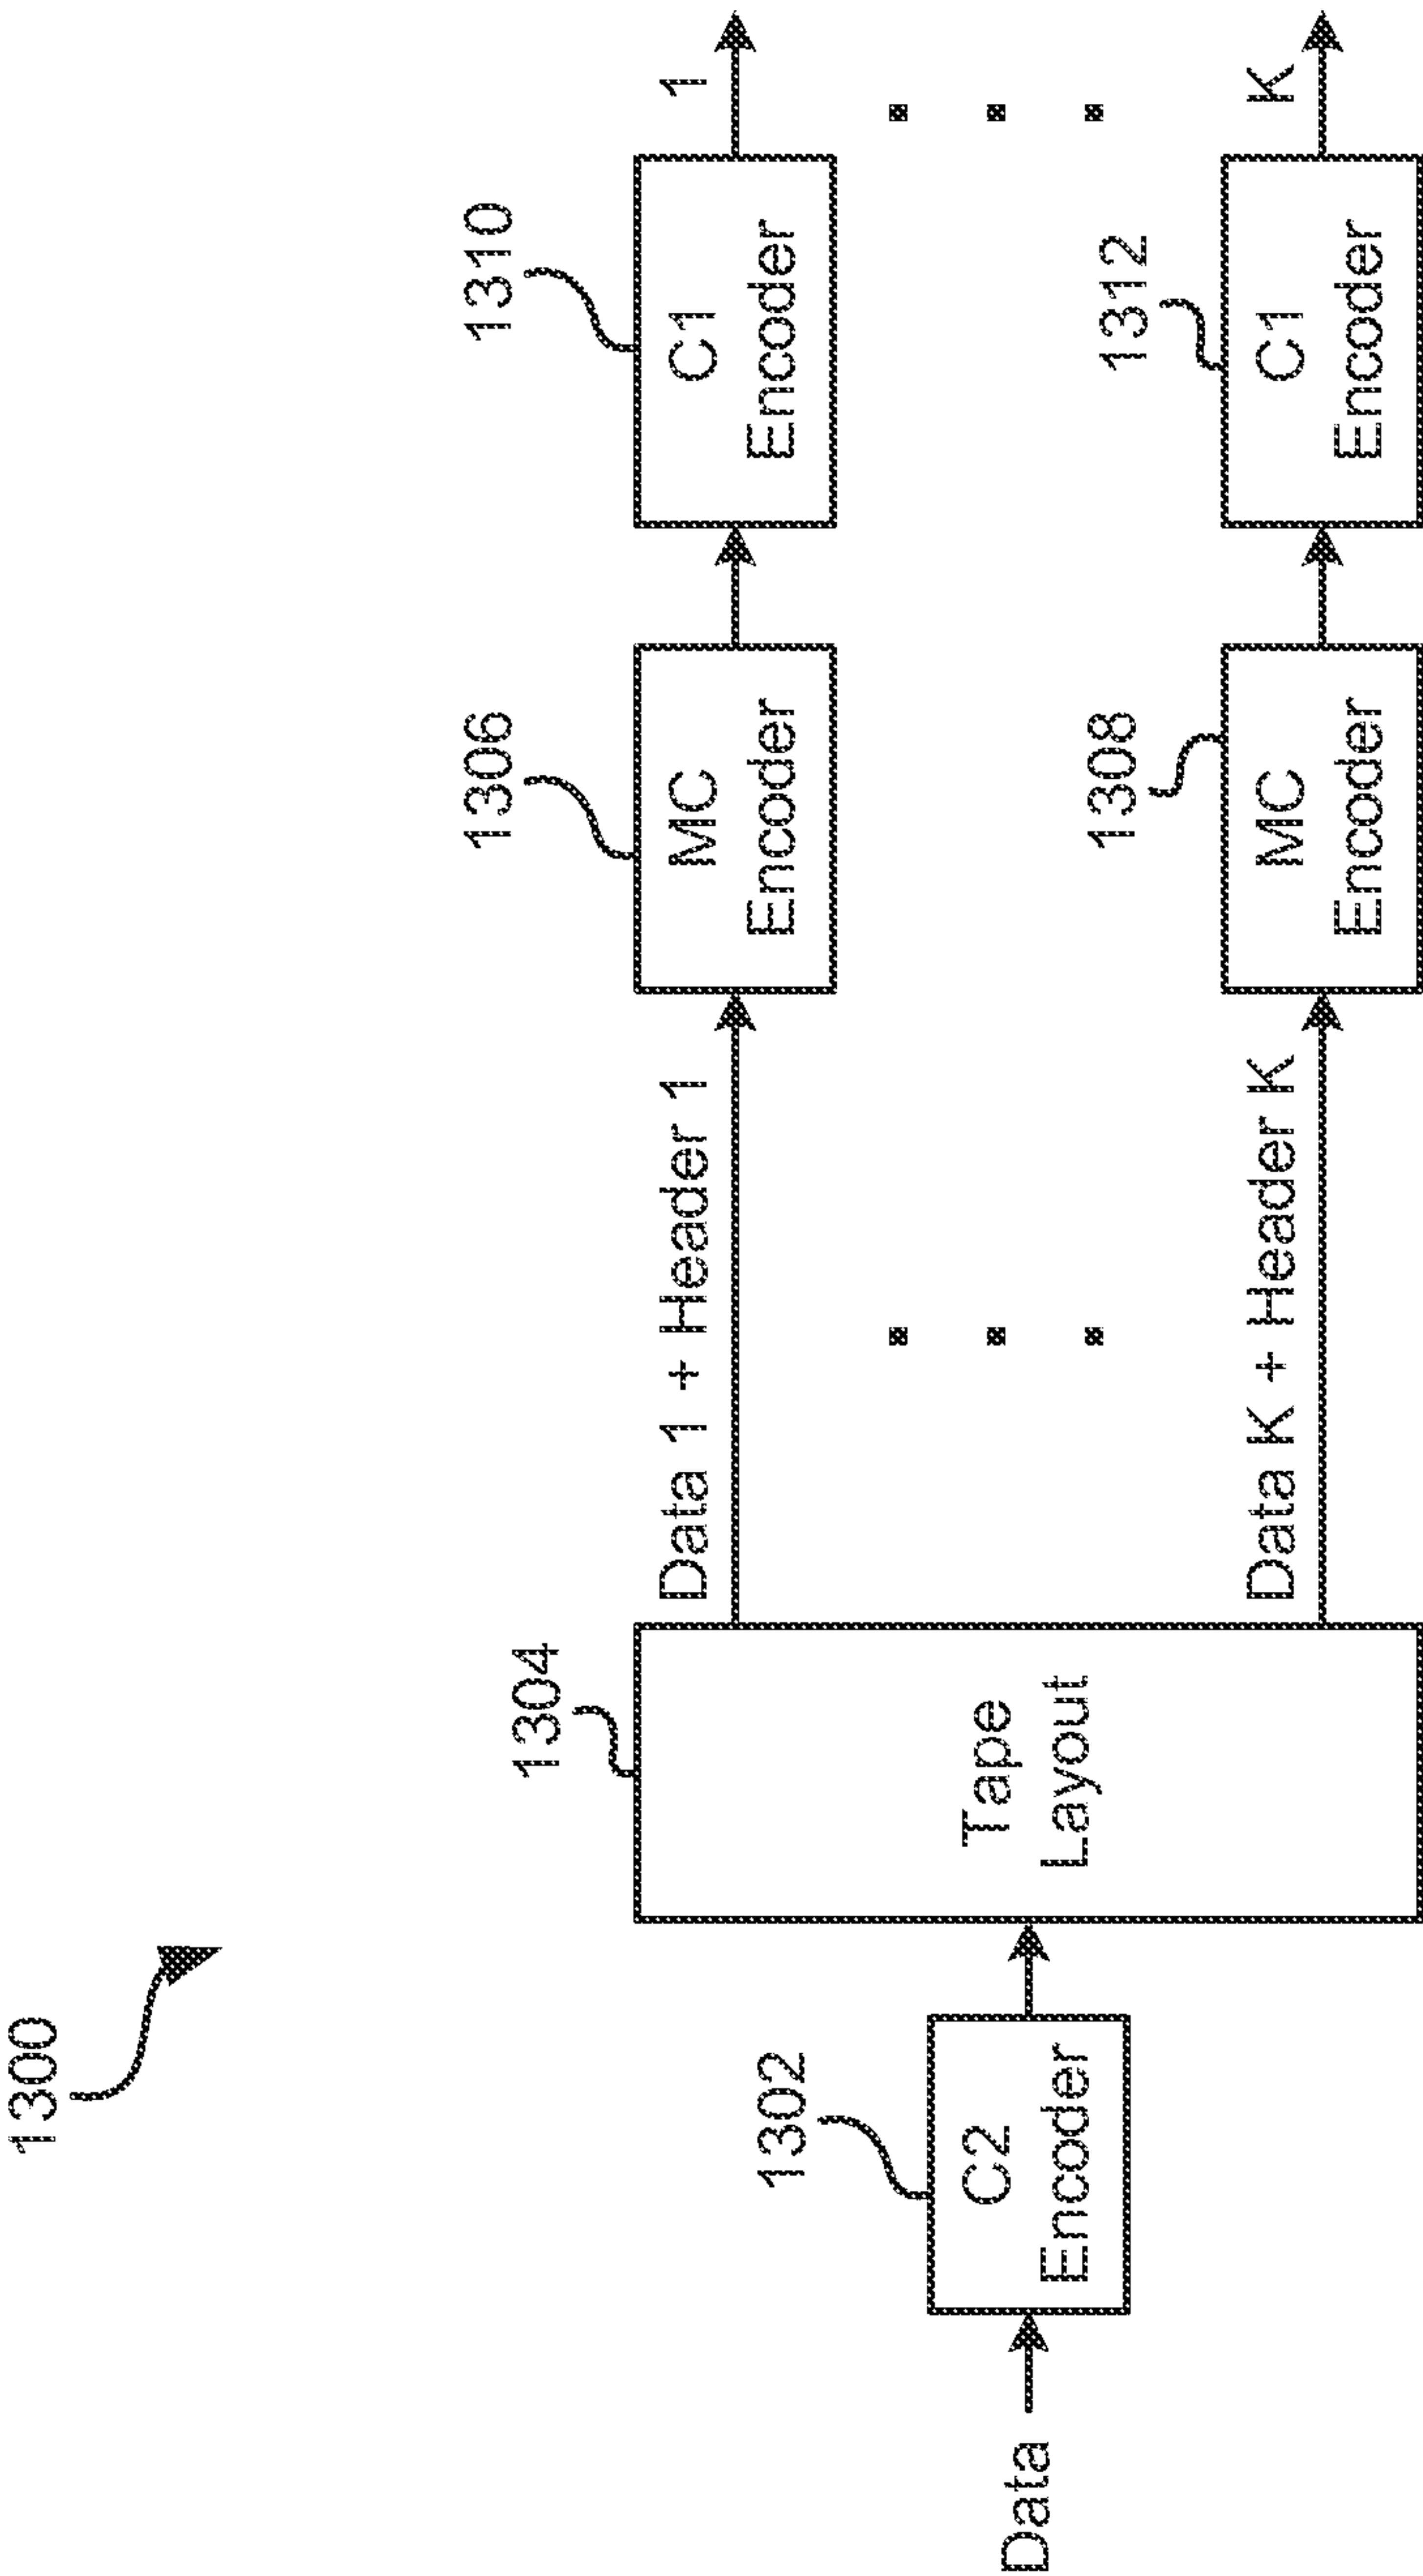 1300
Data
1302
C2
Encoder
1304
Tape
Layout
Data 1 + Header 1
Data K + Header K
1306
MC
Encoder
1308
MC
Encoder
1310
C1
Encoder
1312
C1
Encoder
1
K